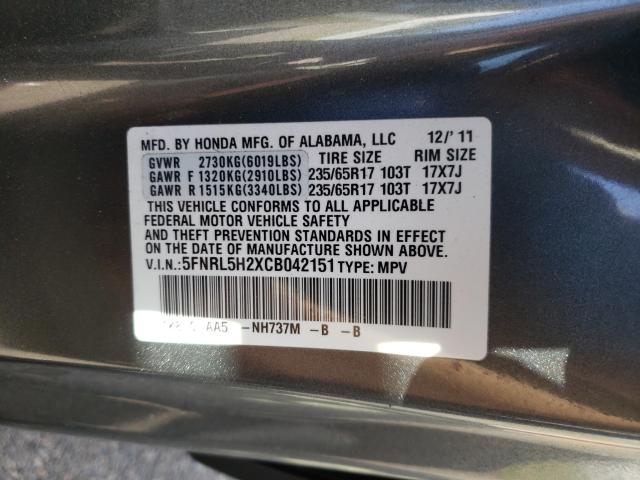 MFD. BY HONDA MFG. OF ALABAMA, LLC 12/'11
GVWR 2730KG(6019LBS) TIRE SIZE RIM SIZE
GAWR F 1320KG(2910LBS) 235/65R17 103T 17X7J
GAWR R 1515KG(3340LBS) 235/65R17 103T 17X7J
THIS VEHICLE CONFORMS TO ALL APPLICABLE
FEDERAL MOTOR VEHICLE SAFETY
AND THEFT PREVENTION STANDARDS IN EFFECT
ON THE DATE OF MANUFACTURE SHOWN ABOVE.
V.I.N.:5FNRL5H2XCB042151 TYPE: MPV
AA5 -NH737M -B -B